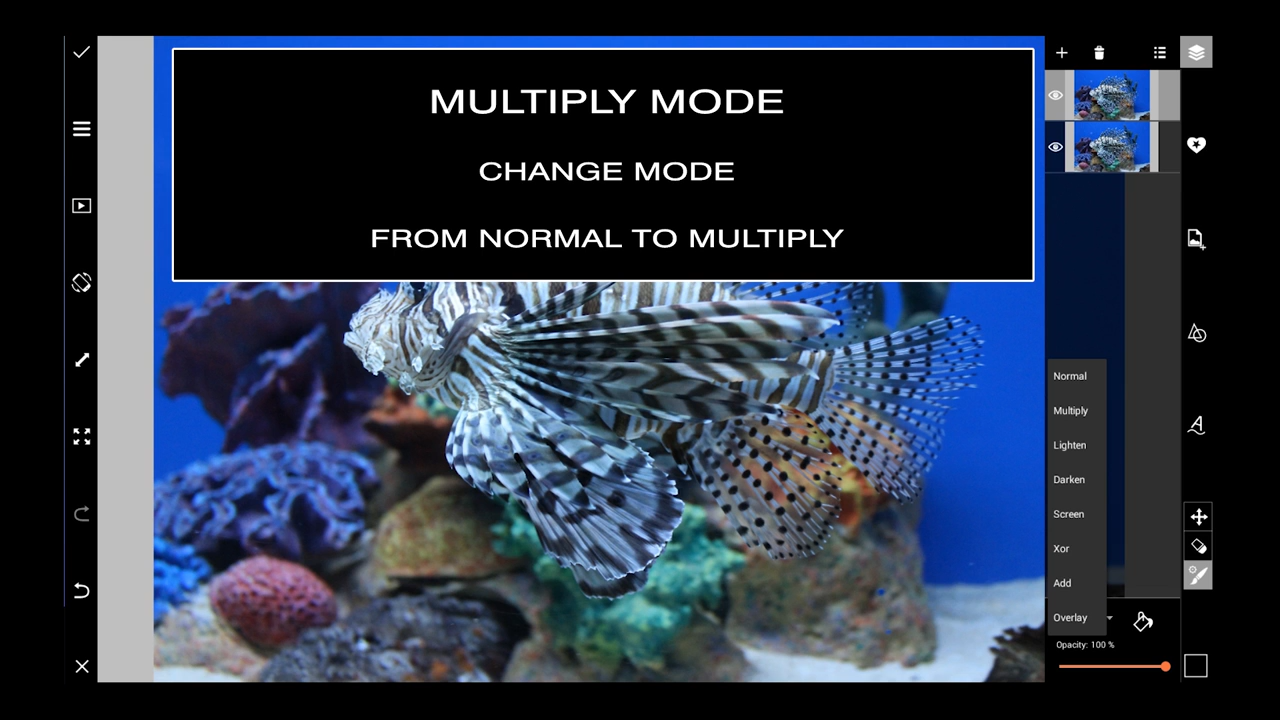 MULTIPLY MODE
CHANGE MODE
FROM NORMAL TO MULTIPLY
Normal
Multiply
Lighten
Darken
Screen
Xor
Add
Overlay
Opacity: 100 %